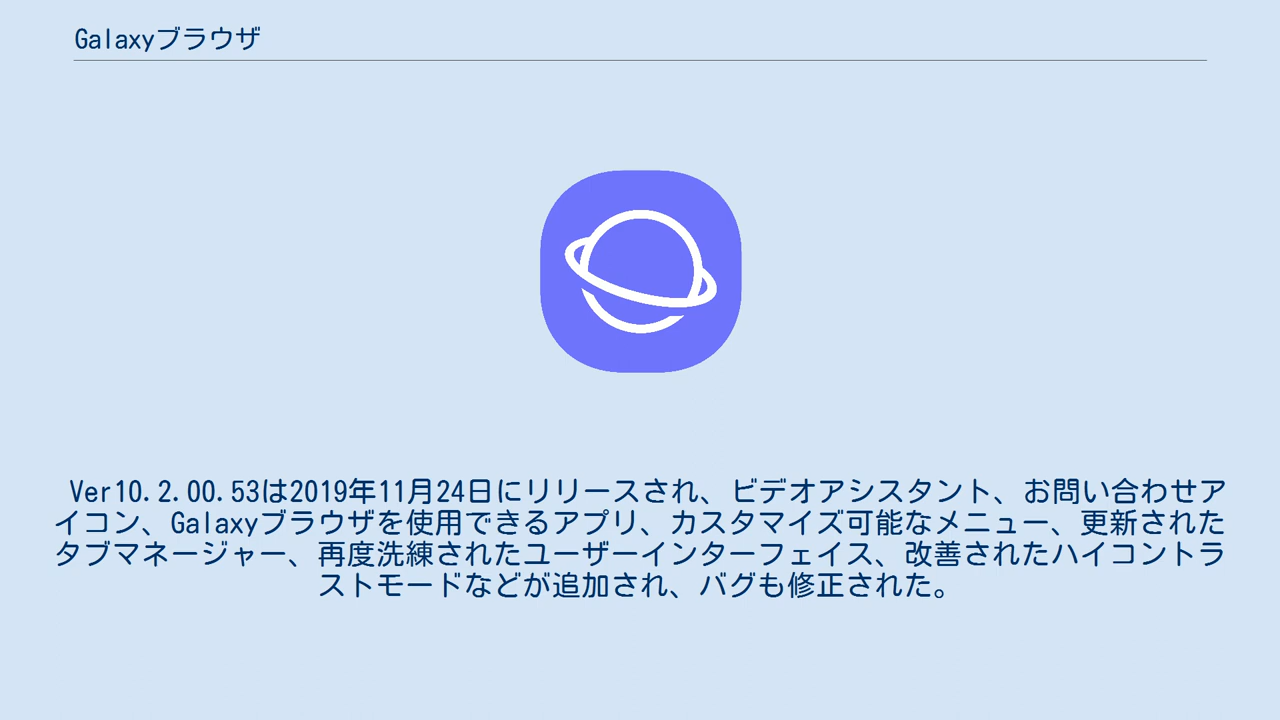 Galaxyブラウザ
Ver10.2.00.53は2019年11月24日にリリースされ、ビデオアシスタント、お問い合わせア
イコン、Galaxyブラウザを使用できるアプリ、カスタマイズ可能なメニュー、更新された
タブマネージャー、再度洗練されたユーザーインターフェイス、改善されたハイコントラ
ストモードなどが追加され、バグも修正された。